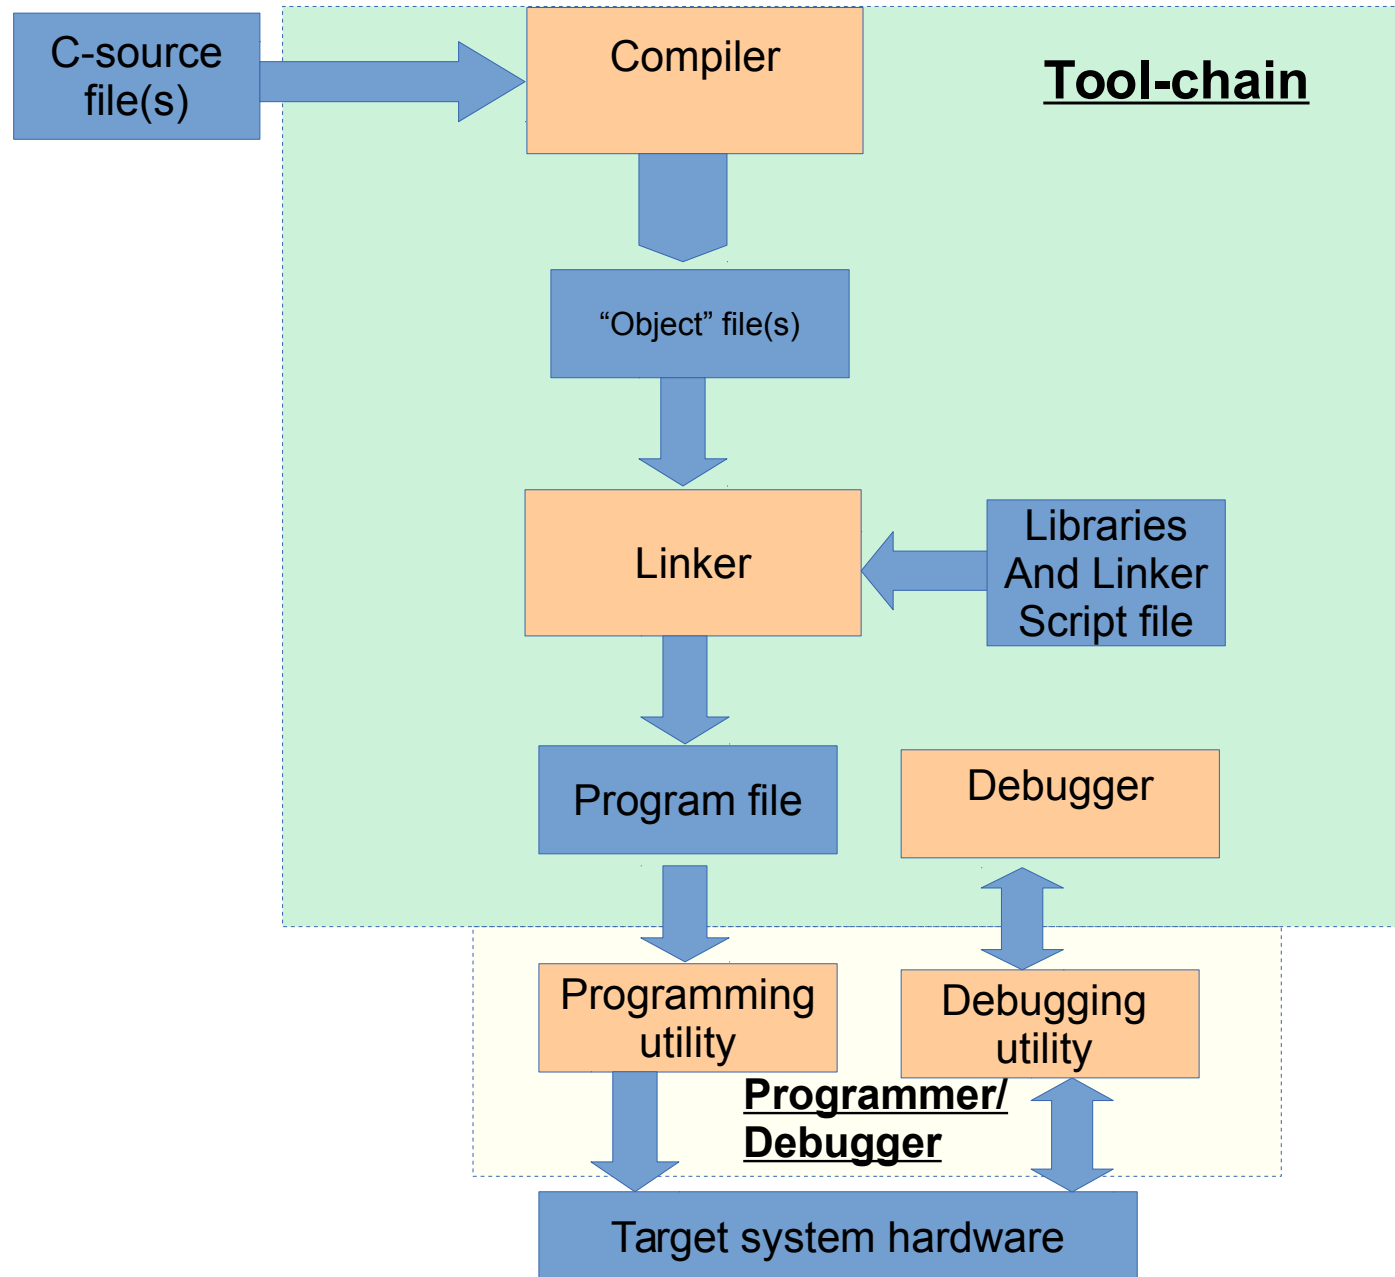 C-source
file(s)
Compiler
Tool-chain
“Object” file(s)
Linker
Libraries
And Linker
Script file
Program file
Debugger
Programming
utility
Debugging
utility
Programmer/
Debugger
Target system hardware